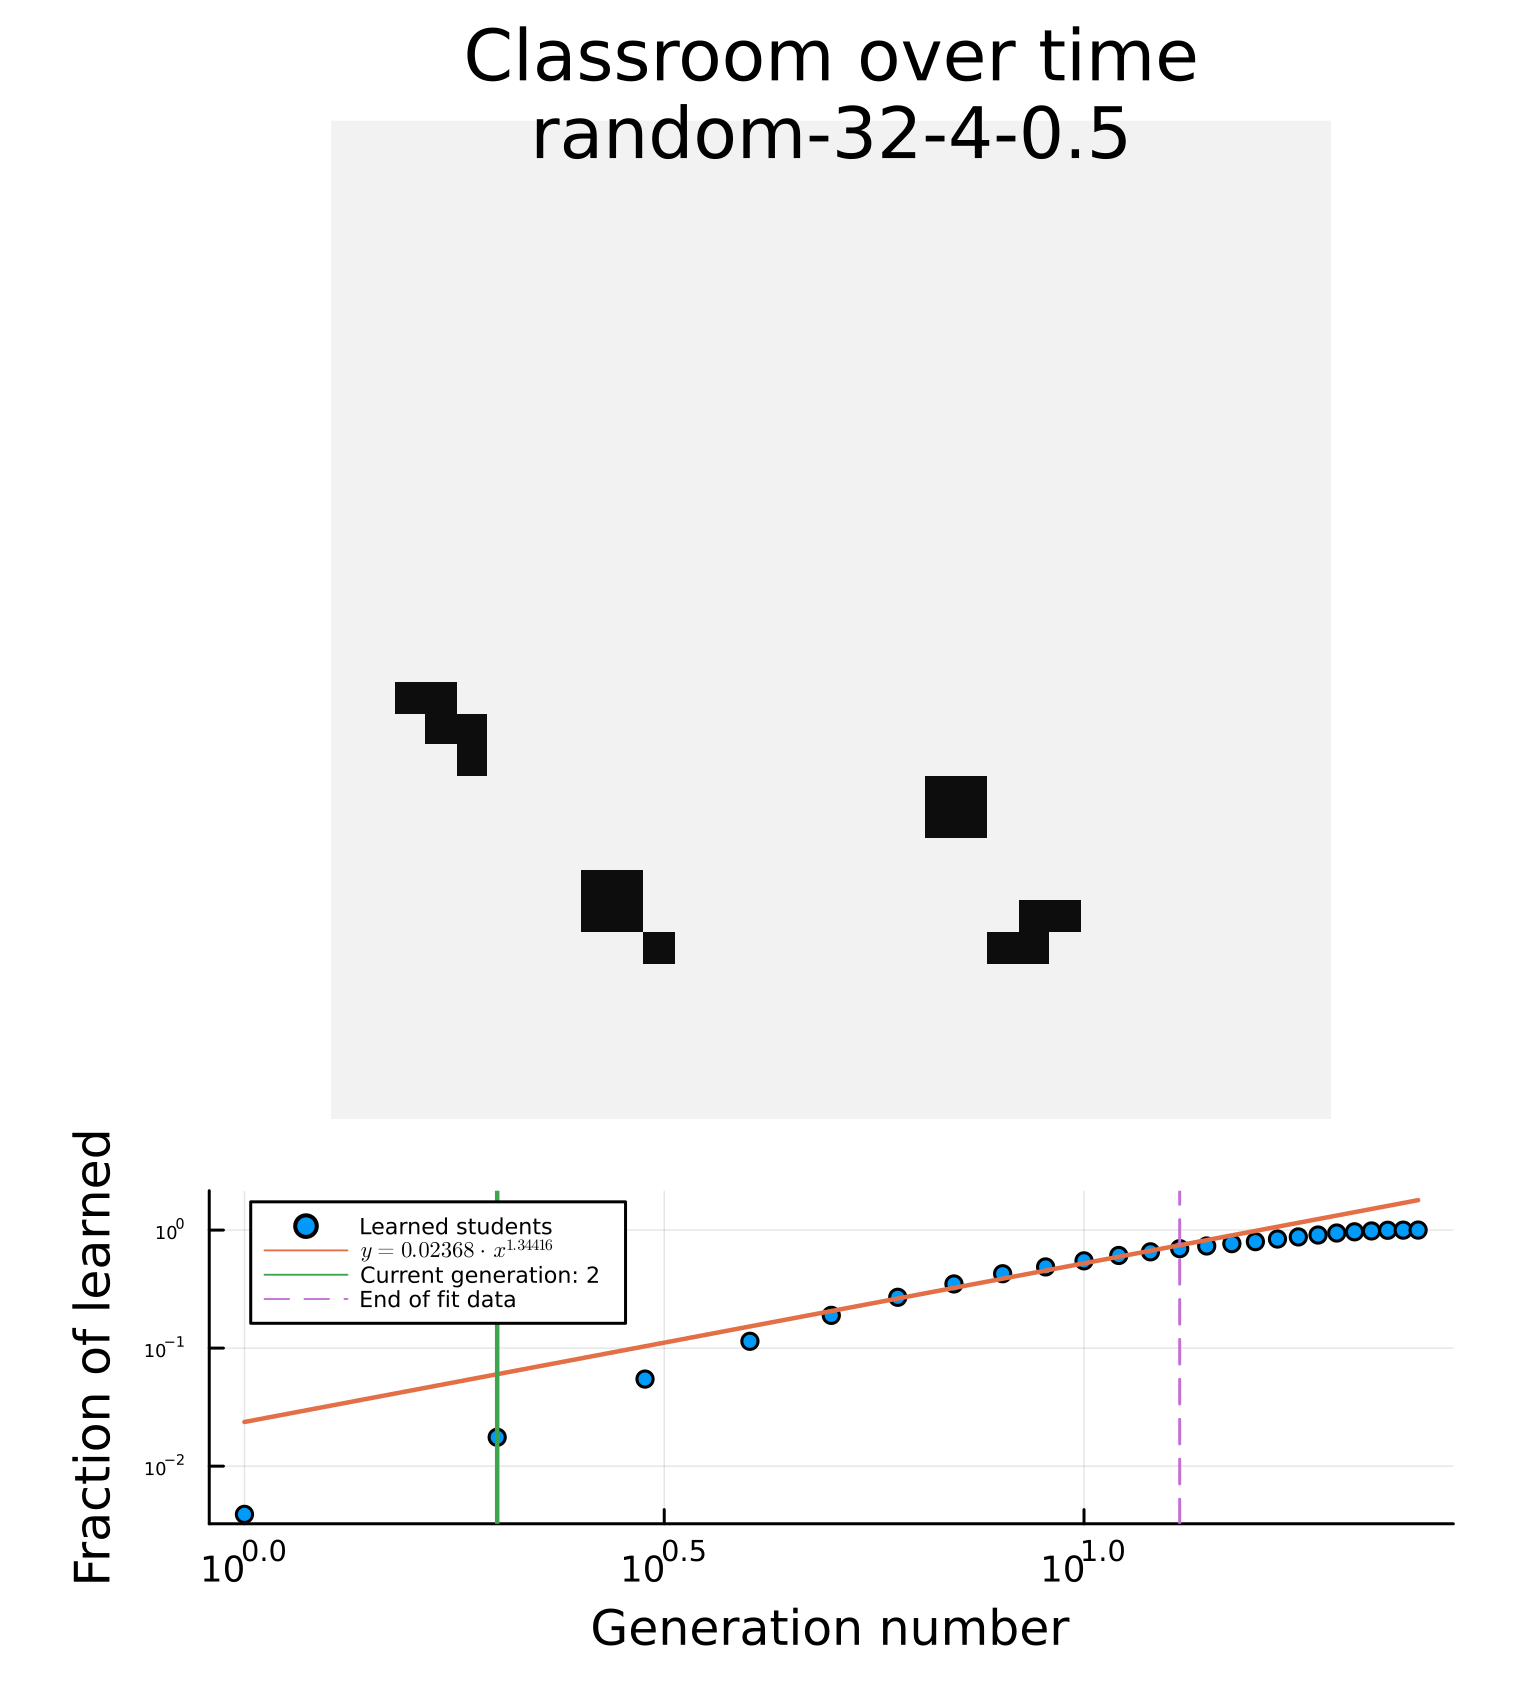 Classroom over time
random-32-4-0.5
Fraction of learned
10⁰
10⁻¹
10⁻²
Learned students
y = 0.02368 · x^1.34416
Current generation: 2
End of fit data
10^0.0
10^0.5
10^1.0
Generation number